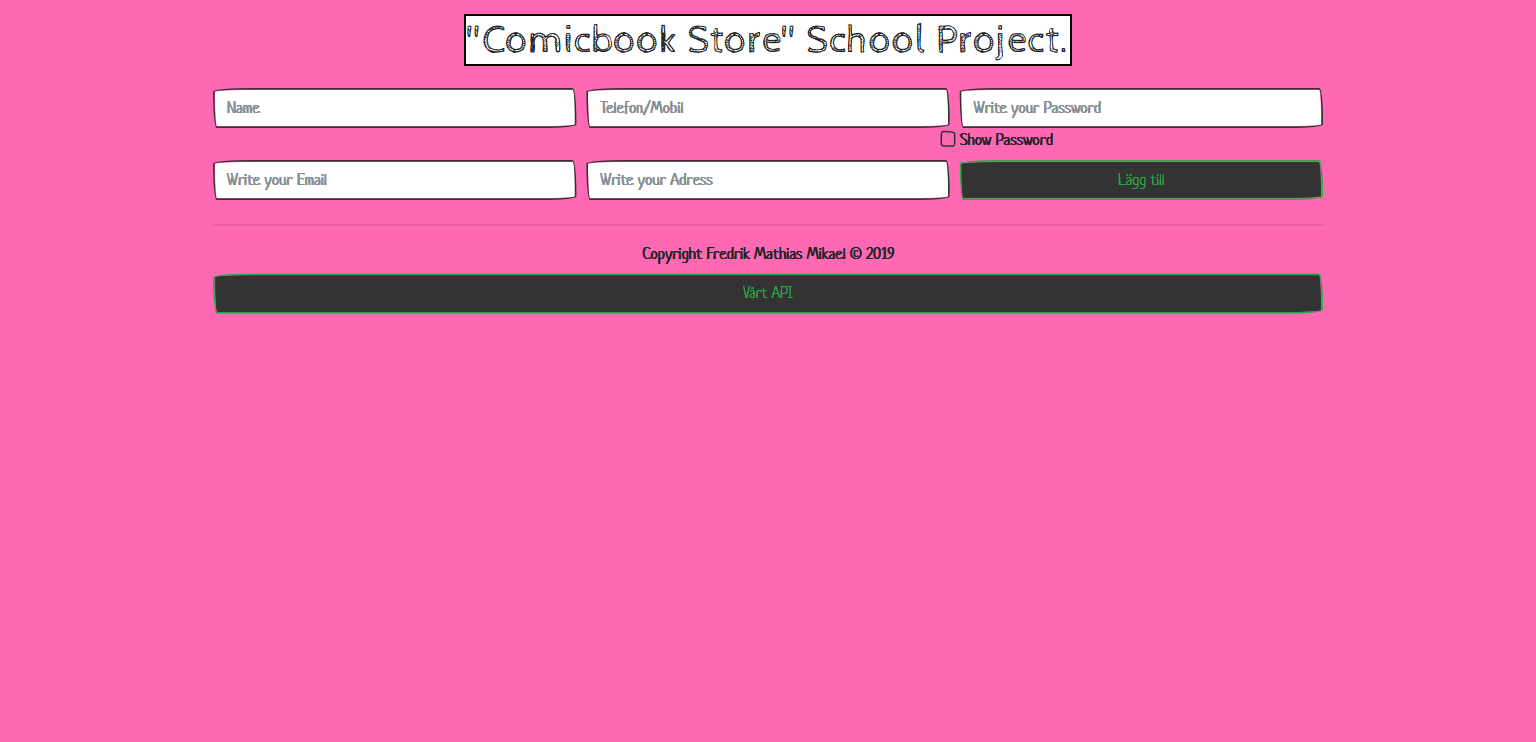 "Comicbook Store" School Project.
Name
Telefon/Mobil
Write your Password
Show Password
Write your Email
Write your Adress
Lägg till
Copyright Fredrik Mathias Mikael © 2019
Vårt API